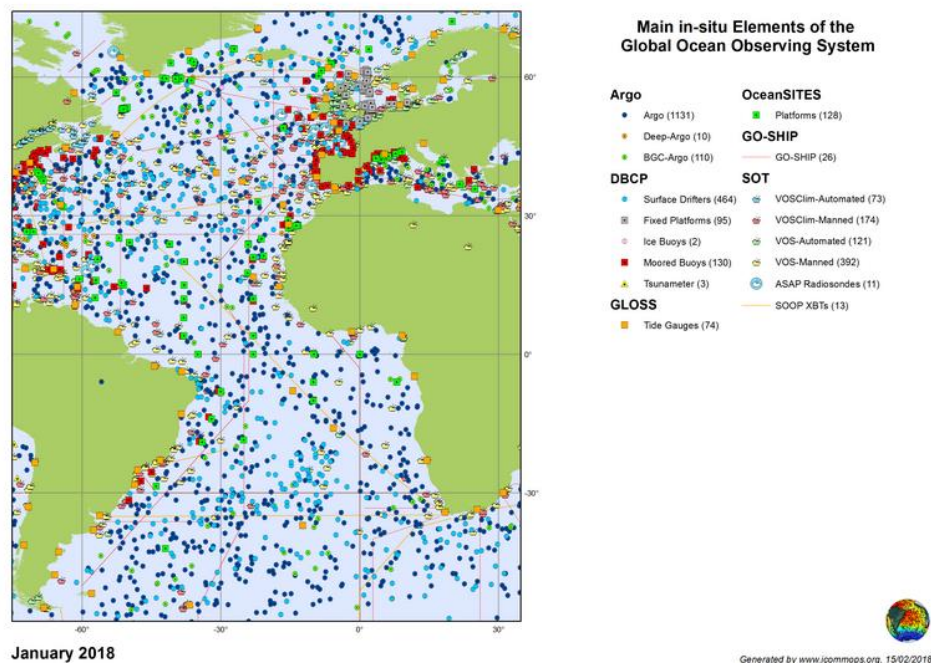 Main in-situ Elements of the
Global Ocean Observing System
Argo
Argo (1131)
Deep-Argo (10)
BGC-Argo (110)
DBCP
Surface Drifters (464)
Fixed Platforms (95)
Ice Buoys (2)
Moored Buoys (130)
Tsunameter (3)
GLOSS
Tide Gauges (74)
OceanSITES
Platforms (128)
GO-SHIP
GO-SHIP (26)
SOT
VOSClim-Automated (73)
VOSClim-Manned (174)
VOS-Automated (121)
VOS-Manned (392)
ASAP Radiosondes (11)
SOOP XBTs (13)
60°
30°
0°
-30°
-60°
-30°
0°
30°
January 2018
Generated by www.jcommops.org, 15/02/2018